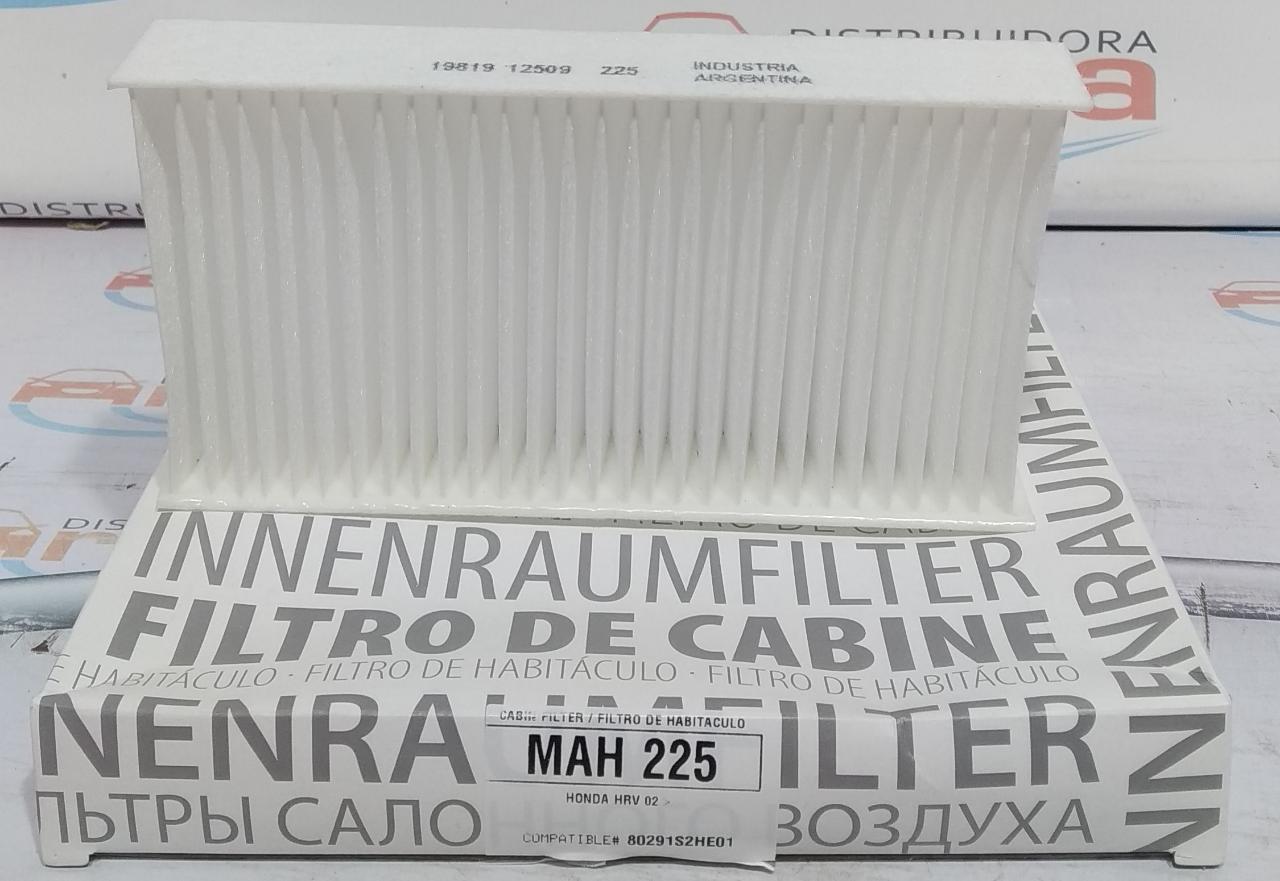 DISTRIBUIDORA
19819 12509 225 INDUSTRIA
ARGENTINA
INNENRAUMFILTER
FILTRO DE CABINE
HABITÁCULO · FILTRO DE HABITÁCULO · FILTRO DE HABITÁCULO
CABIN FILTER / FILTRO DE HABITACULO
MAH 225
HONDA HRV 02 >
COMPATIBLE# 80291S2HE01
ВОЗДУХА
INNENRAUMFILTER